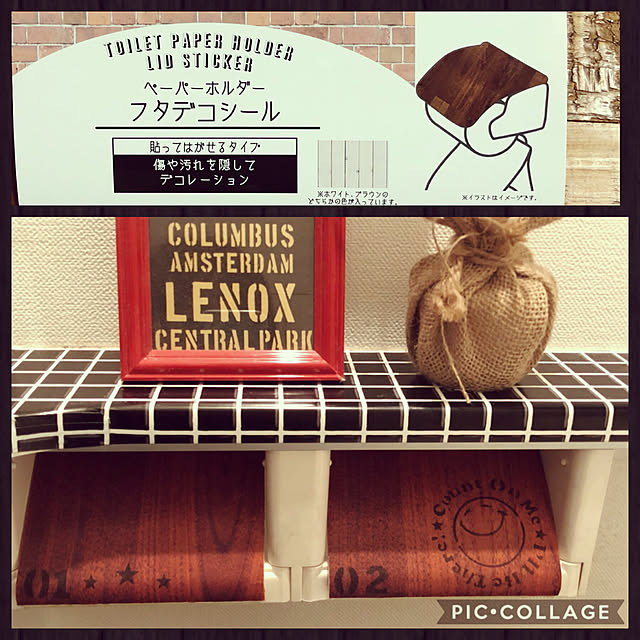 TOILET PAPER HOLDER
LID STICKER
ペーパーホルダー
フタデコシール
貼ってはがせるタイプ
傷や汚れを隠して
デコレーション
※ホワイト、ブラウンの
どちらかの色が入っています。
※イラストはイメージです。
COLUMBUS
AMSTERDAM
LENOX
CENTRAL PARK
01
02
Count On Me
I'll Be There!
PIC•COLLAGE